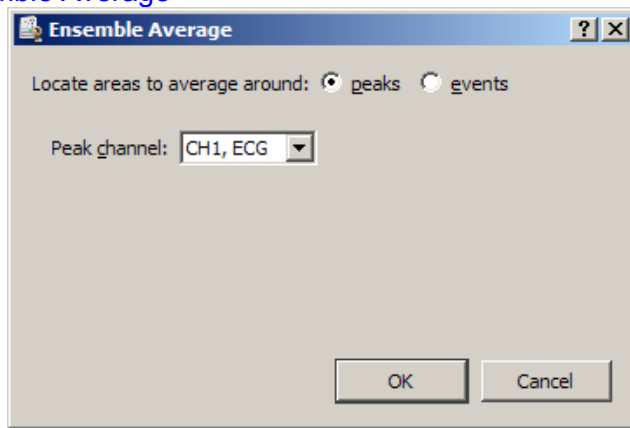 Ensemble Average
Locate areas to average around: peaks events
Peak channel: CH1, ECG
OK Cancel